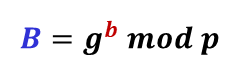 B = g^b mod p